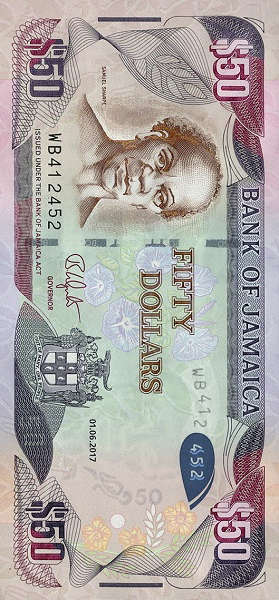 $50
$50
SAMUEL SHARPE
WB412452
BANK OF JAMAICA
ISSUED UNDER THE BANK OF JAMAICA ACT
FIFTY
DOLLARS
GOVERNOR
WB412
452
01.06.2017
50
$50
$50